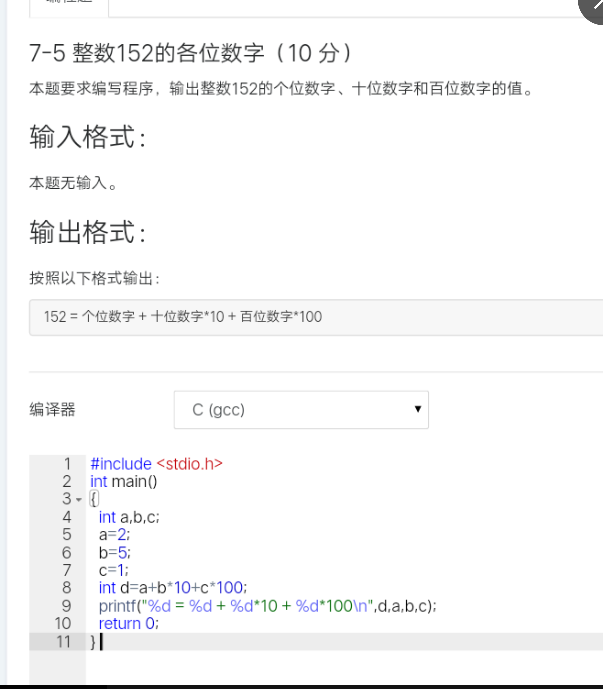 7-5 整数152的各位数字（10 分）
本题要求编写程序，输出整数152的个位数字、十位数字和百位数字的值。
输入格式：
本题无输入。
输出格式：
按照以下格式输出：
152 = 个位数字 + 十位数字*10 + 百位数字*100
编译器
C (gcc)
1 #include <stdio.h>
2 int main()
3 {
4 int a,b,c;
5 a=2;
6 b=5;
7 c=1;
8 int d=a+b*10+c*100;
9 printf("%d = %d + %d*10 + %d*100\n",d,a,b,c);
10 return 0;
11 }